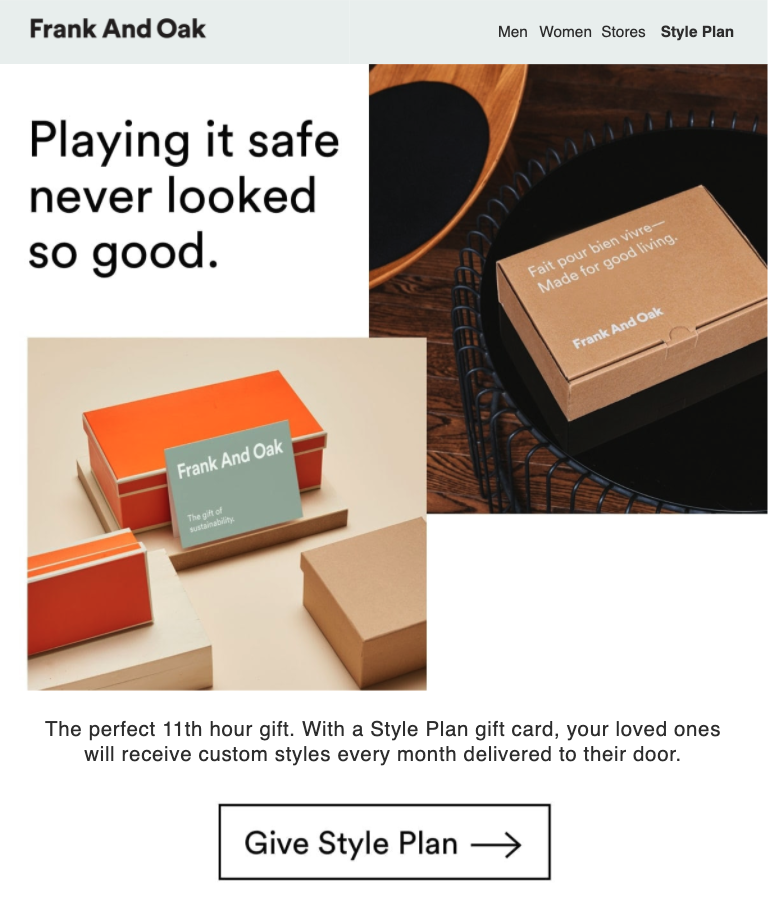 Frank And Oak
Men Women Stores Style Plan
Playing it safe
never looked
so good.
Fait pour bien vivre—
Made for good living.
Frank And Oak
Frank And Oak
The gift of
sustainability.
The perfect 11th hour gift. With a Style Plan gift card, your loved ones
will receive custom styles every month delivered to their door.
Give Style Plan →